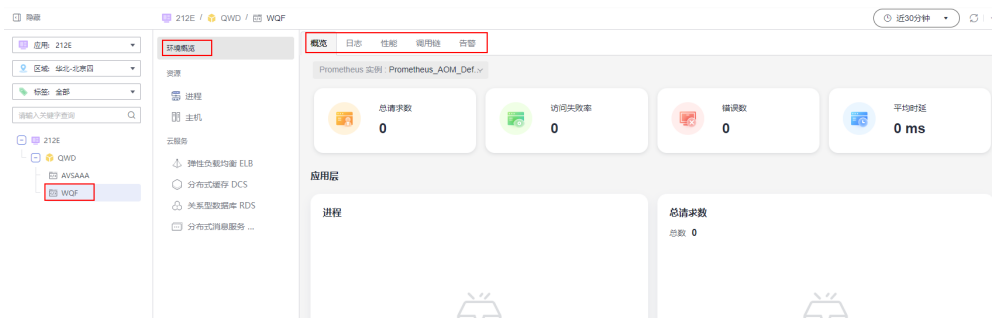 隐藏
212E / QWD / WQF
近30分钟
应用: 212E
区域: 华北-北京四
标签: 全部
请输入关键字查询
212E
QWD
AVSAAA
WQF
环境概览
资源
进程
主机
云服务
弹性负载均衡 ELB
分布式缓存 DCS
关系型数据库 RDS
分布式消息服务 ...
概览 日志 性能 调用链 告警
Prometheus 实例 : Prometheus_AOM_Def...
总请求数
0
访问失败率
0
错误数
0
平均时延
0 ms
应用层
进程
总请求数
总数 0